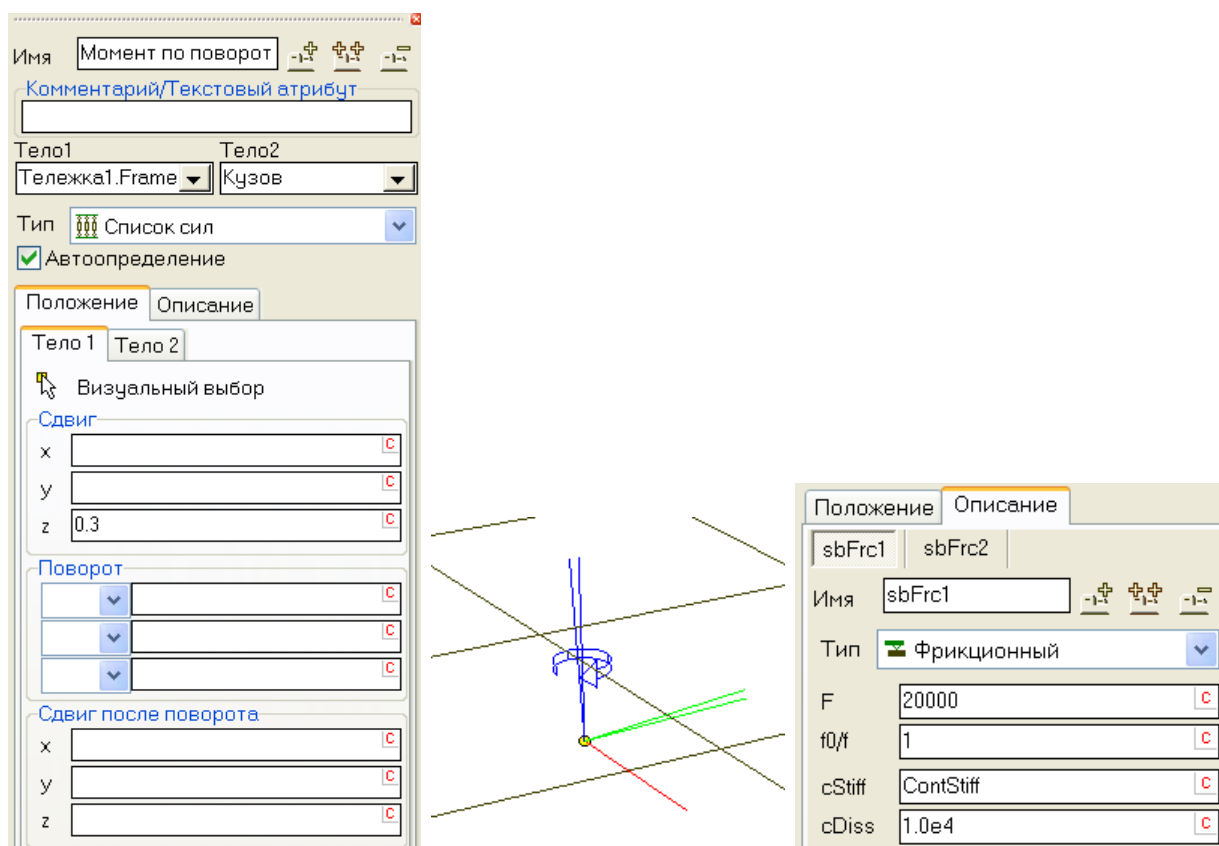 Имя Момент по поворот
Комментарий/Текстовый атрибут
Тело1 Тело2
Тележка1.Frame Кузов
Тип Список сил
Автоопределение
Положение Описание
Тело 1 Тело 2
Визуальный выбор
Сдвиг
x C
y C
z 0.3 C
Поворот
C
C
C
Сдвиг после поворота
x C
y C
z C
Положение Описание
sbFrc1 sbFrc2
Имя sbFrc1
Тип Фрикционный
F 20000 C
f0/f 1 C
cStiff ContStiff C
cDiss 1.0e4 C